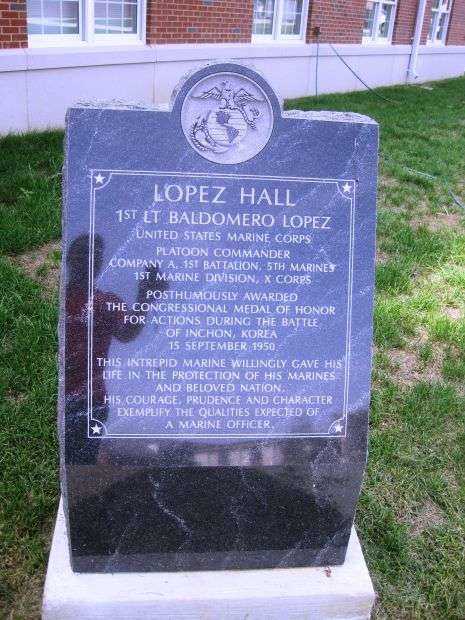 LOPEZ HALL
1ST LT BALDOMERO LOPEZ
UNITED STATES MARINE CORPS
PLATOON COMMANDER
COMPANY A, 1ST BATTALION, 5TH MARINES
1ST MARINE DIVISION, X CORPS
POSTHUMOUSLY AWARDED
THE CONGRESSIONAL MEDAL OF HONOR
FOR ACTIONS DURING THE BATTLE
OF INCHON, KOREA
15 SEPTEMBER 1950
THIS INTREPID MARINE WILLINGLY GAVE HIS
LIFE IN THE PROTECTION OF HIS MARINES
AND BELOVED NATION.
HIS COURAGE, PRUDENCE AND CHARACTER
EXEMPLIFY THE QUALITIES EXPECTED OF
A MARINE OFFICER.